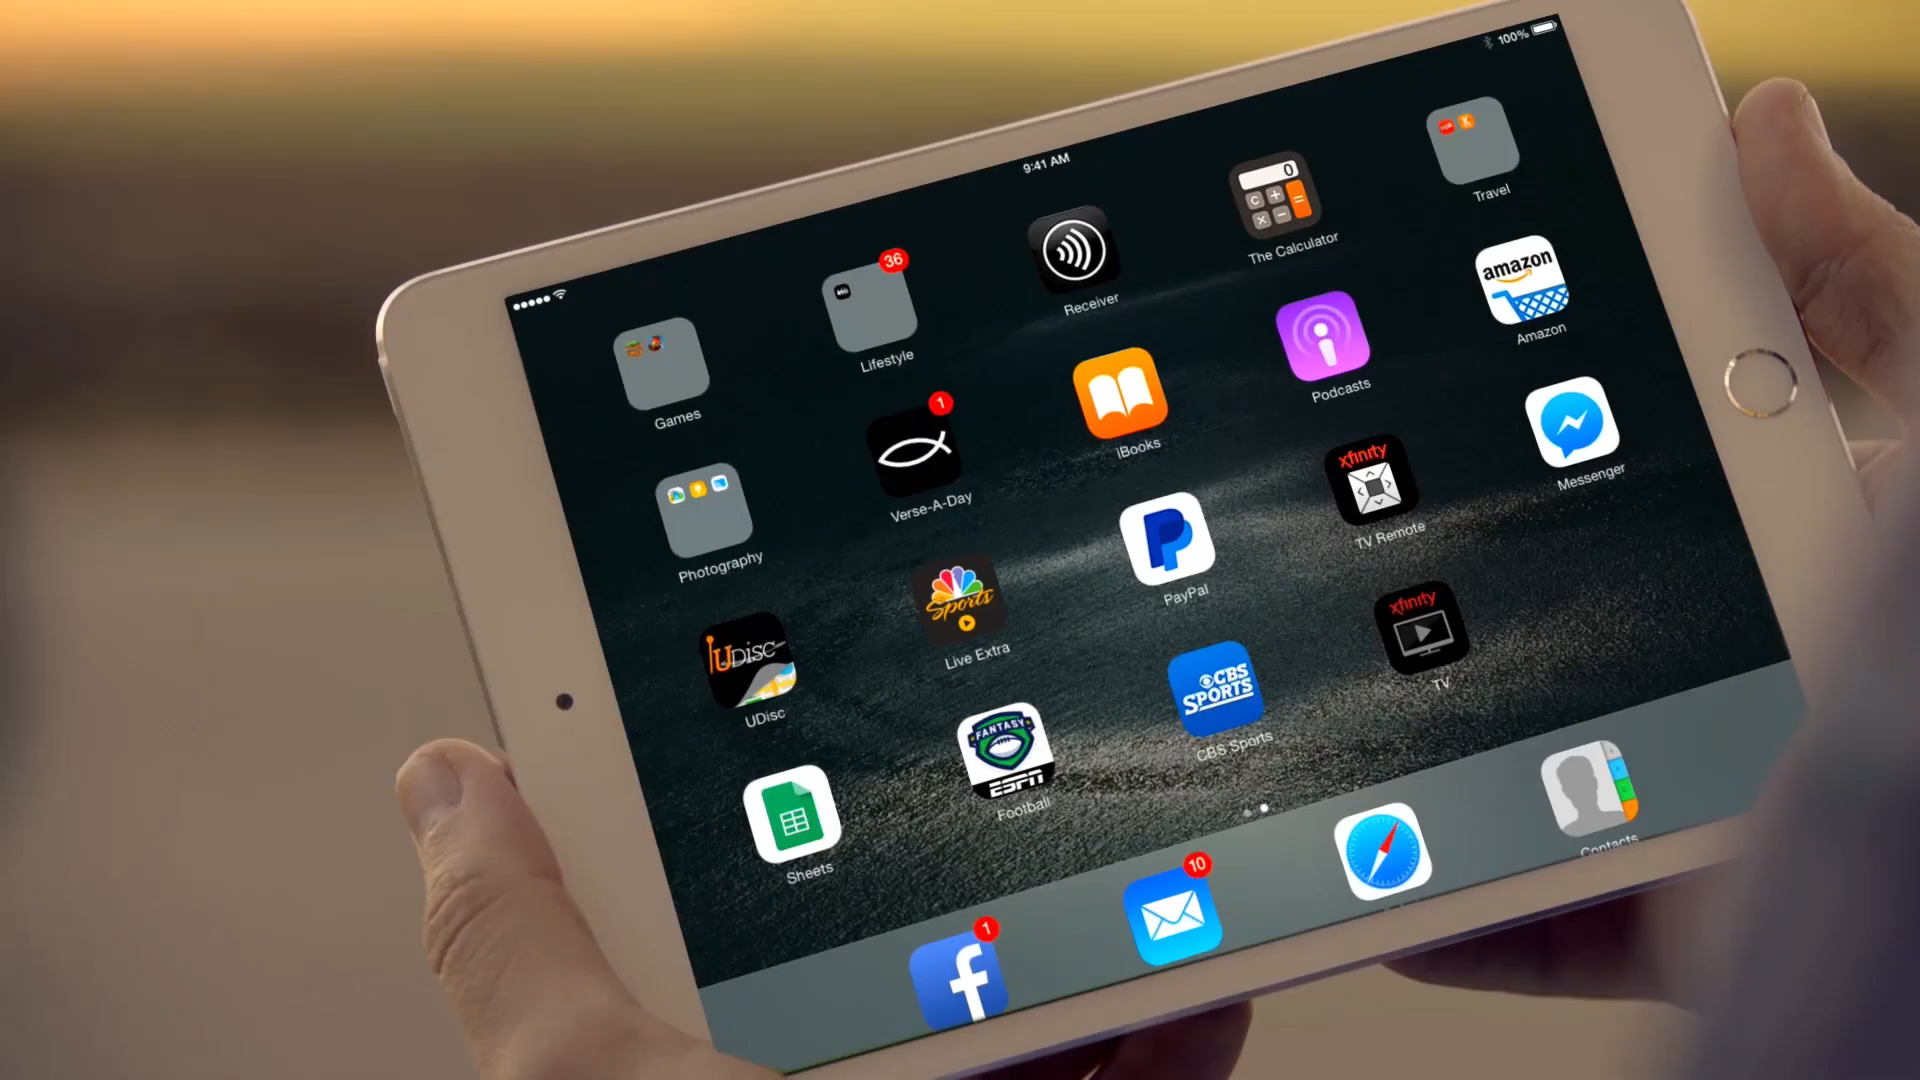 100%
9:41 AM
Games
36
Lifestyle
Receiver
0
C + =
× −
The Calculator
Travel
Photography
1
Verse-A-Day
iBooks
Podcasts
amazon
Amazon
UDisc
UDisc
Sports
Live Extra
PayPal
xfinity
TV Remote
Messenger
Sheets
FANTASY
ESPN
Football
CBS
SPORTS
CBS Sports
xfinity
TV
1
f
10
Contacts